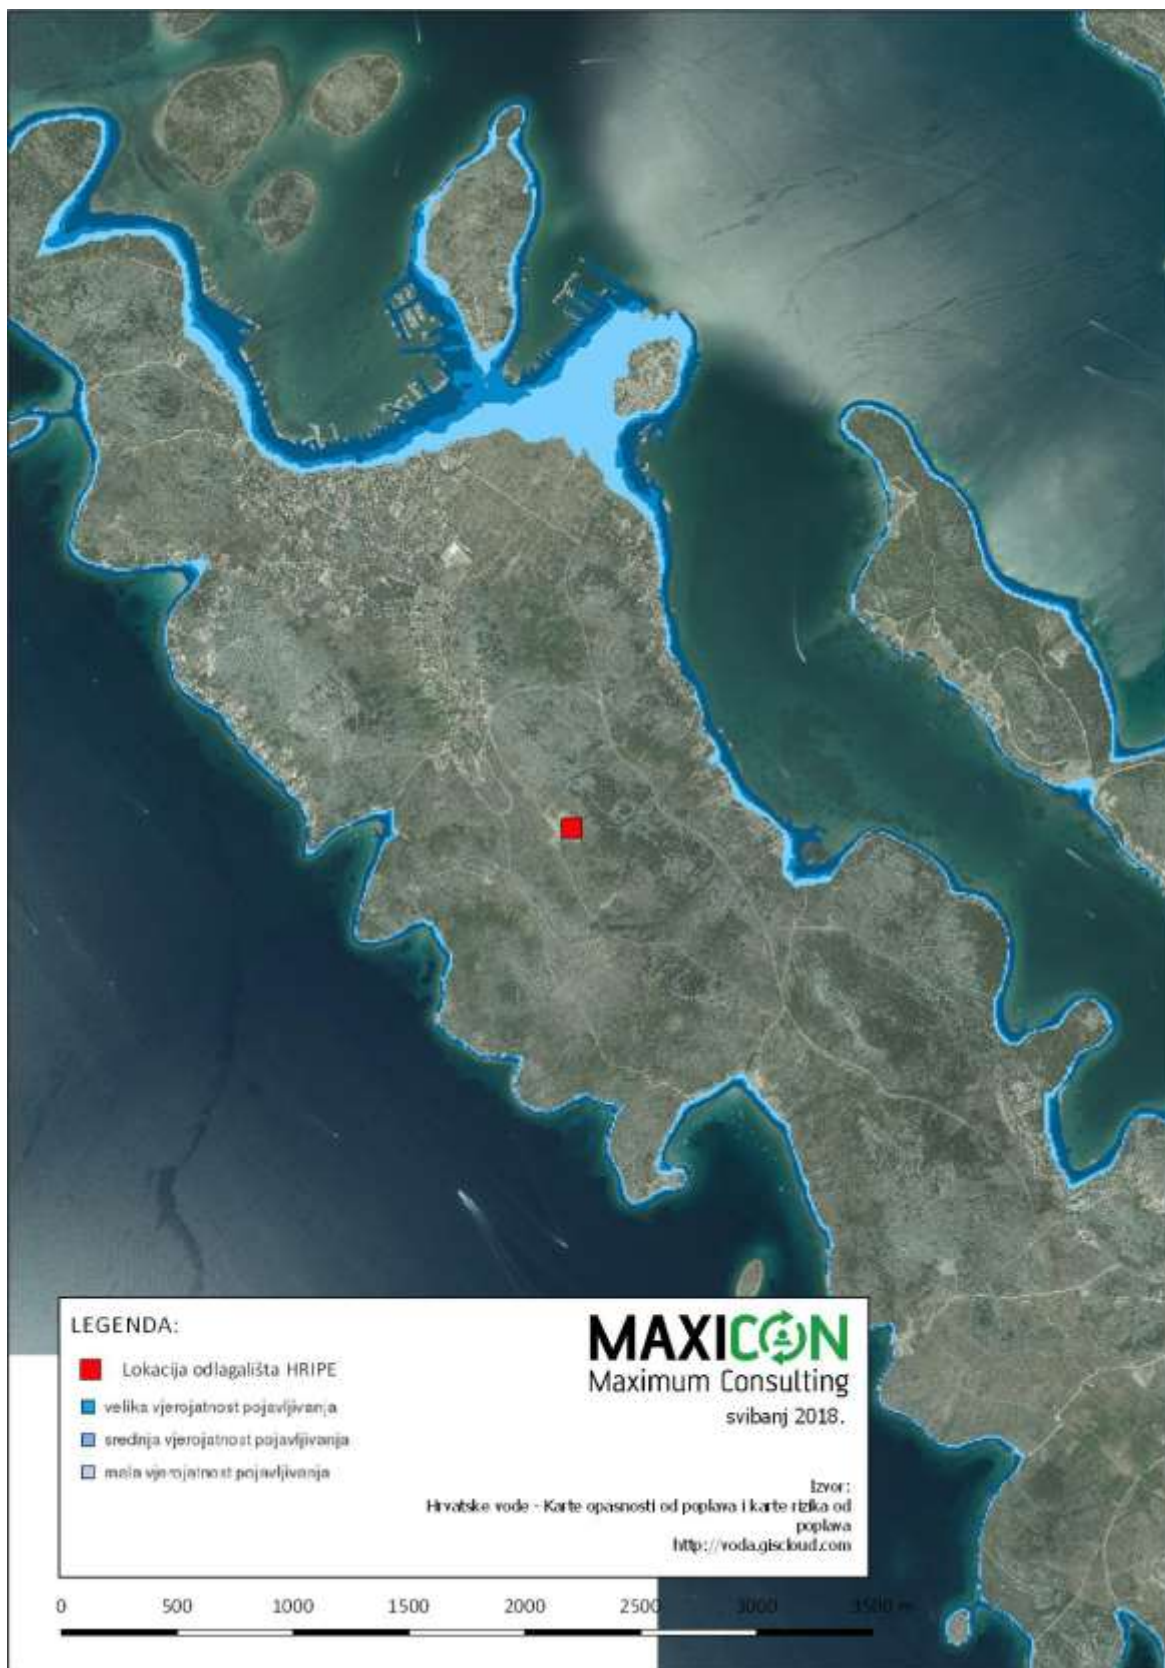 LEGENDA:
Lokacija odlagališta HRIPE
velika vjerojatnost pojavljivanja
srednja vjerojatnost pojavljivanja
mala vjerojatnost pojavljivanja
MAXICON
Maximum Consulting
svibanj 2018.
Izvor:
Hrvatske vode - Karte opasnosti od poplava i karte rizika od
poplava
http://voda.giscloud.com
0 500 1000 1500 2000 2500 3000 3500 m